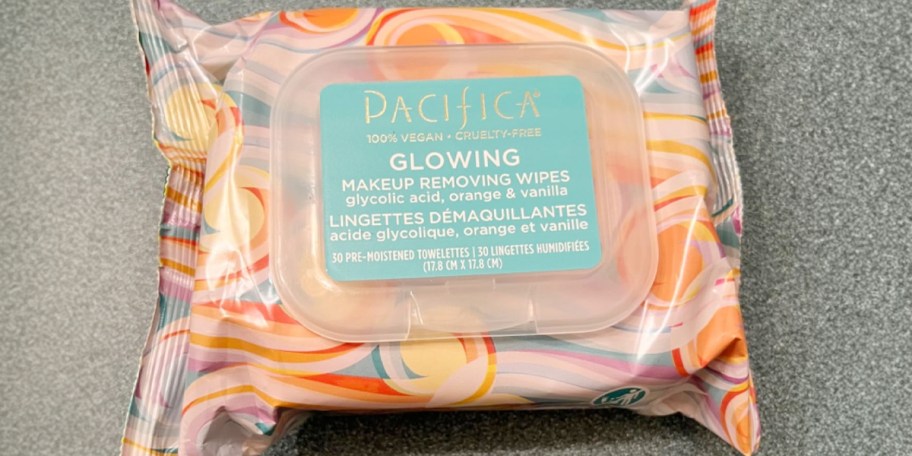 PACIFICA
100% VEGAN • CRUELTY-FREE
GLOWING
MAKEUP REMOVING WIPES
glycolic acid, orange & vanilla
LINGETTES DÉMAQUILLANTES
acide glycolique, orange et vanille
30 PRE-MOISTENED TOWELETTES | 30 LINGETTES HUMIDIFIÉES
(17.8 CM X 17.8 CM)